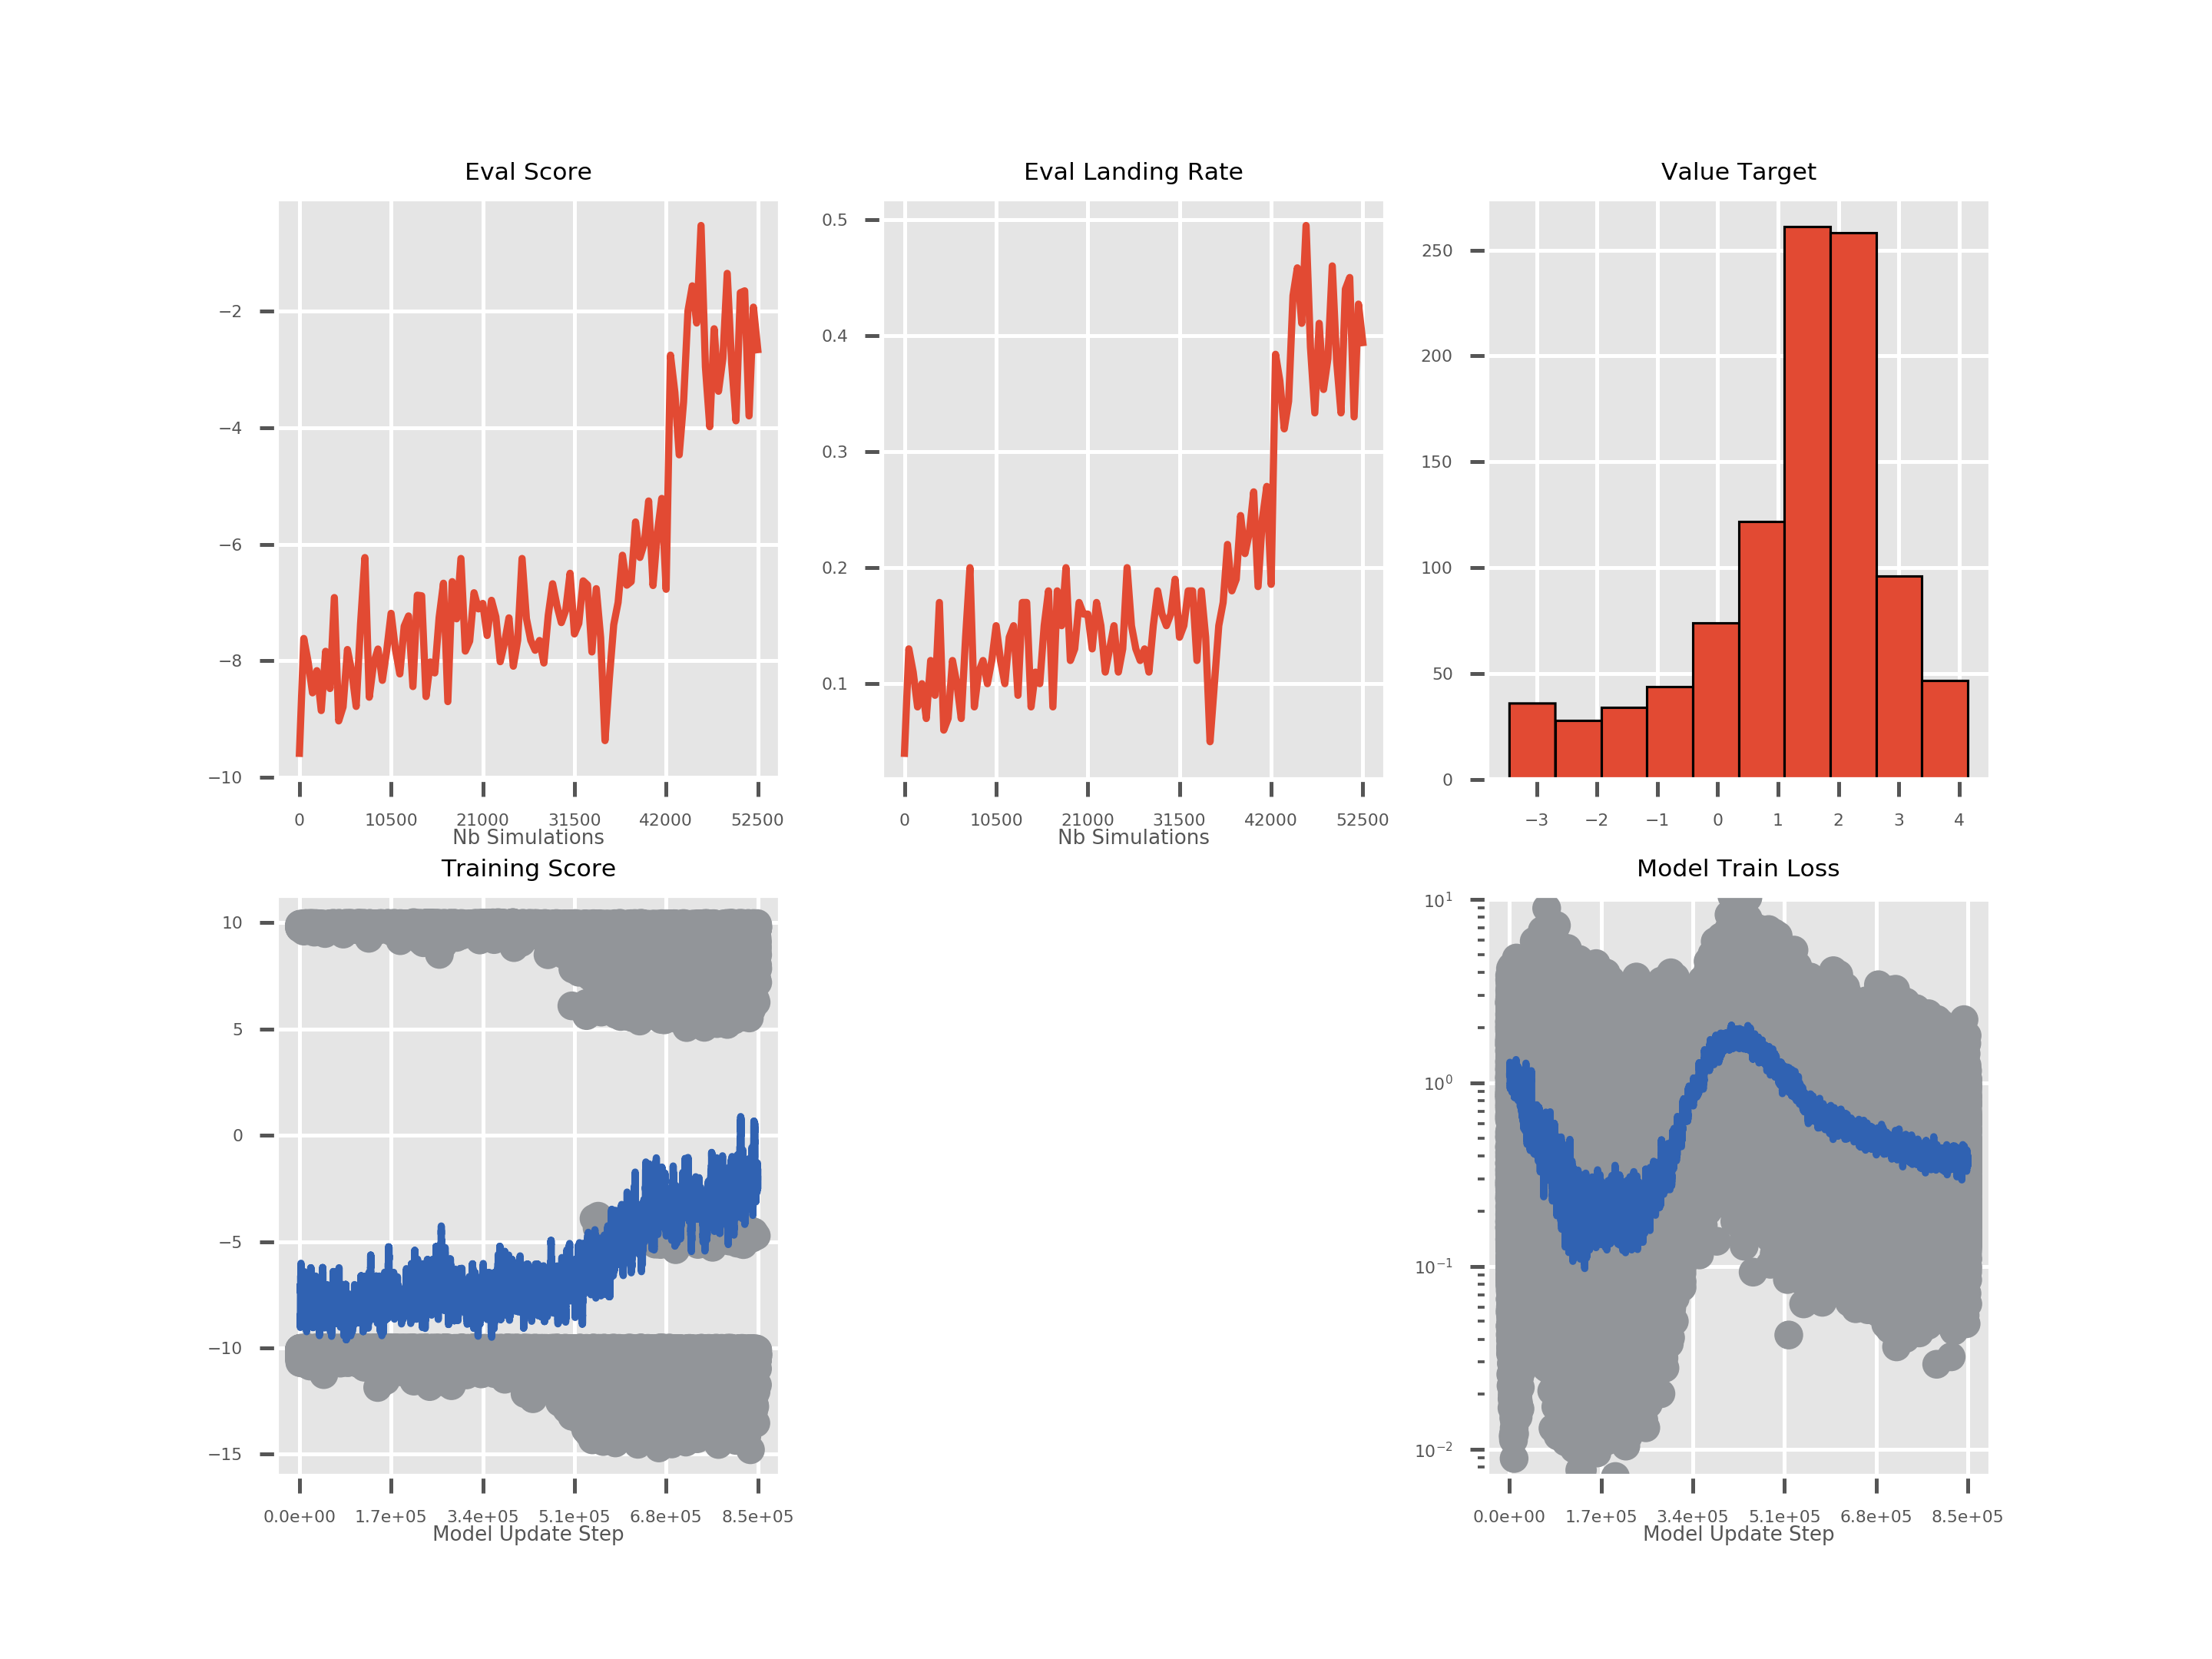 Eval Score
−2
−4
−6
−8
−10
0 10500 21000 31500 42000 52500
Nb Simulations
Eval Landing Rate
0.5
0.4
0.3
0.2
0.1
0 10500 21000 31500 42000 52500
Nb Simulations
Value Target
250
200
150
100
50
0
−3 −2 −1 0 1 2 3 4
Training Score
10
5
0
−5
−10
−15
0.0e+00 1.7e+05 3.4e+05 5.1e+05 6.8e+05 8.5e+05
Model Update Step
Model Train Loss
10¹
10⁰
10⁻¹
10⁻²
0.0e+00 1.7e+05 3.4e+05 5.1e+05 6.8e+05 8.5e+05
Model Update Step